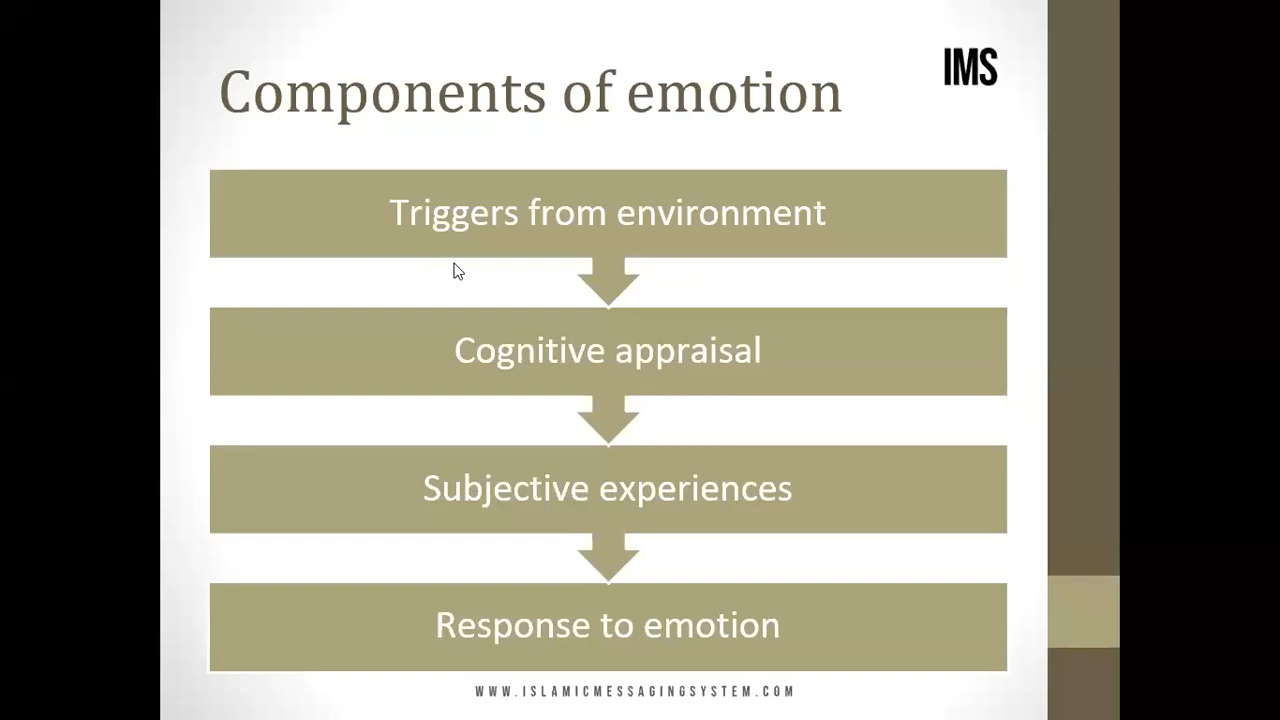 IMS
Components of emotion
Triggers from environment
Cognitive appraisal
Subjective experiences
Response to emotion
WWW.ISLAMICMESSAGINGSYSTEM.COM